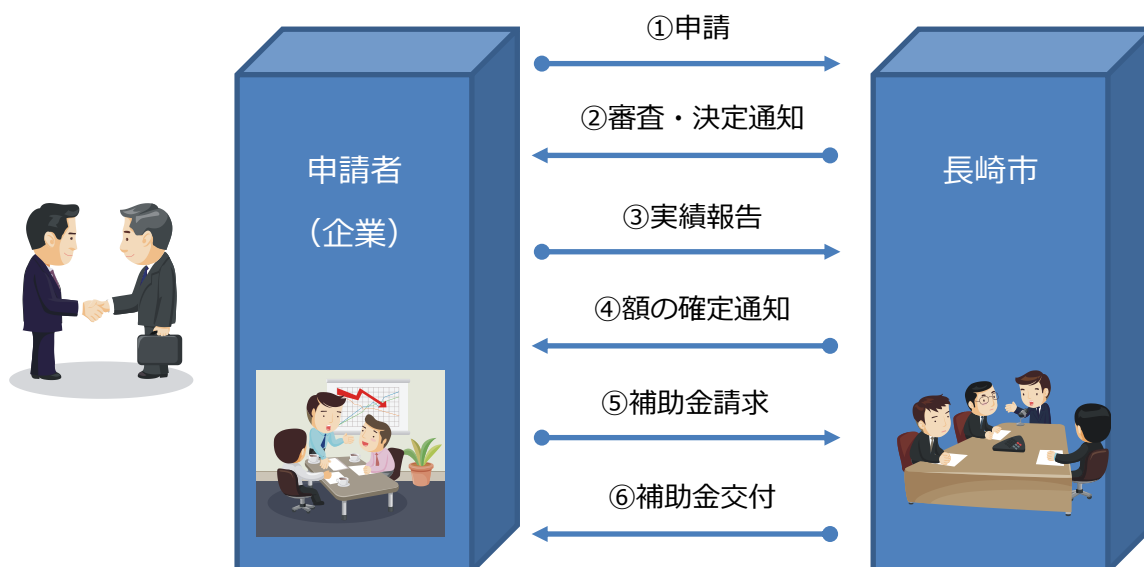 申請者
（企業）
①申請
②審査・決定通知
③実績報告
④額の確定通知
⑤補助金請求
⑥補助金交付
長崎市